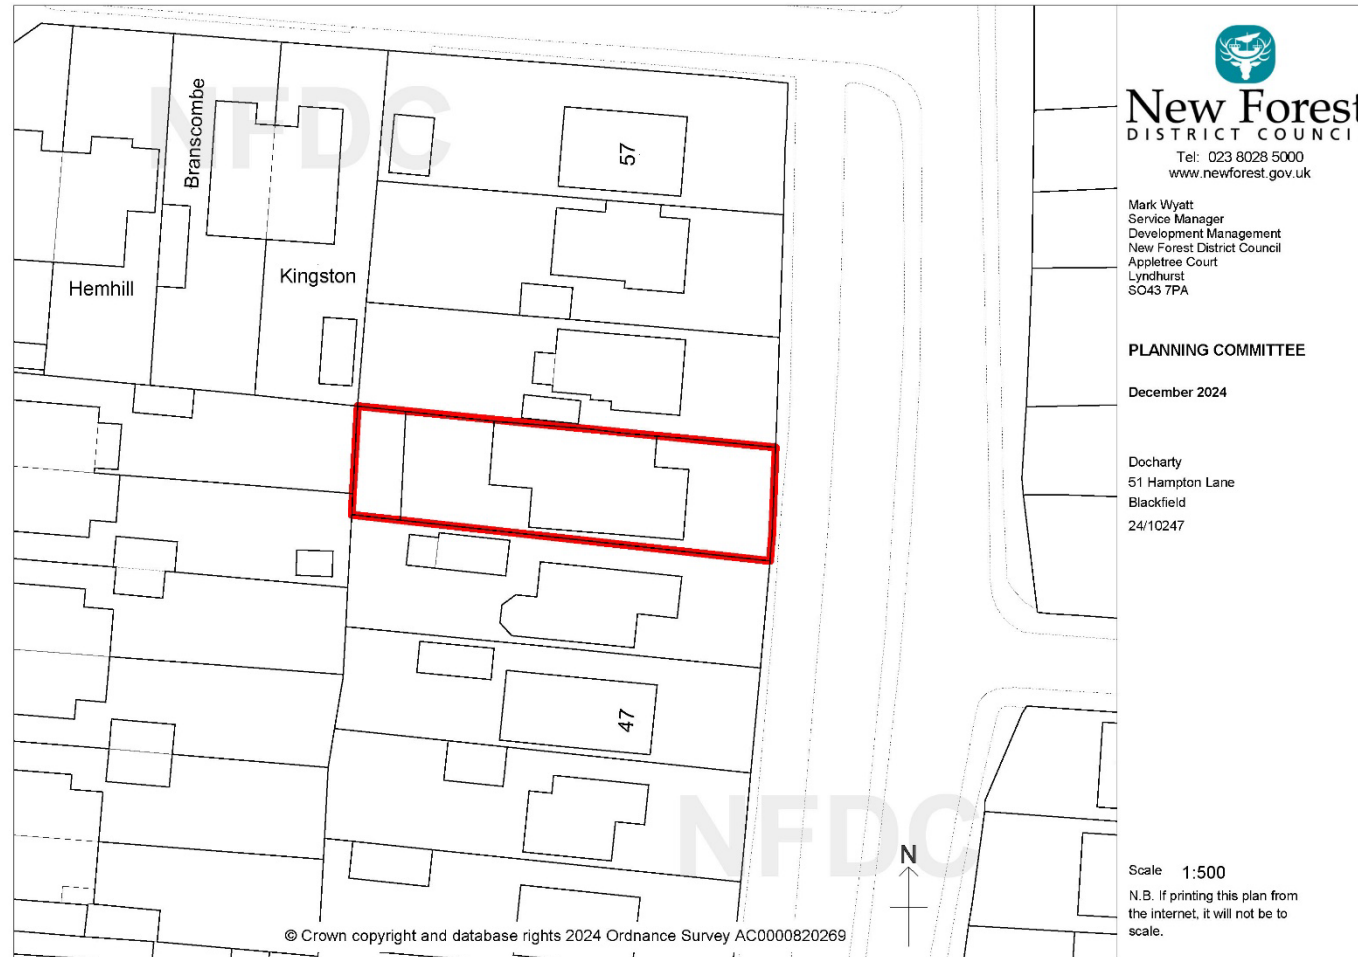 NFDC
Branscombe
57
Hemhill
Kingston
47
NFDC
N
© Crown copyright and database rights 2024 Ordnance Survey AC0000820269
New Forest
DISTRICT COUNCI
Tel: 023 8028 5000
www.newforest.gov.uk
Mark Wyatt
Service Manager
Development Management
New Forest District Council
Appletree Court
Lyndhurst
SO43 7PA
PLANNING COMMITTEE
December 2024
Docharty
51 Hampton Lane
Blackfield
24/10247
Scale 1:500
N.B. If printing this plan from
the internet, it will not be to
scale.